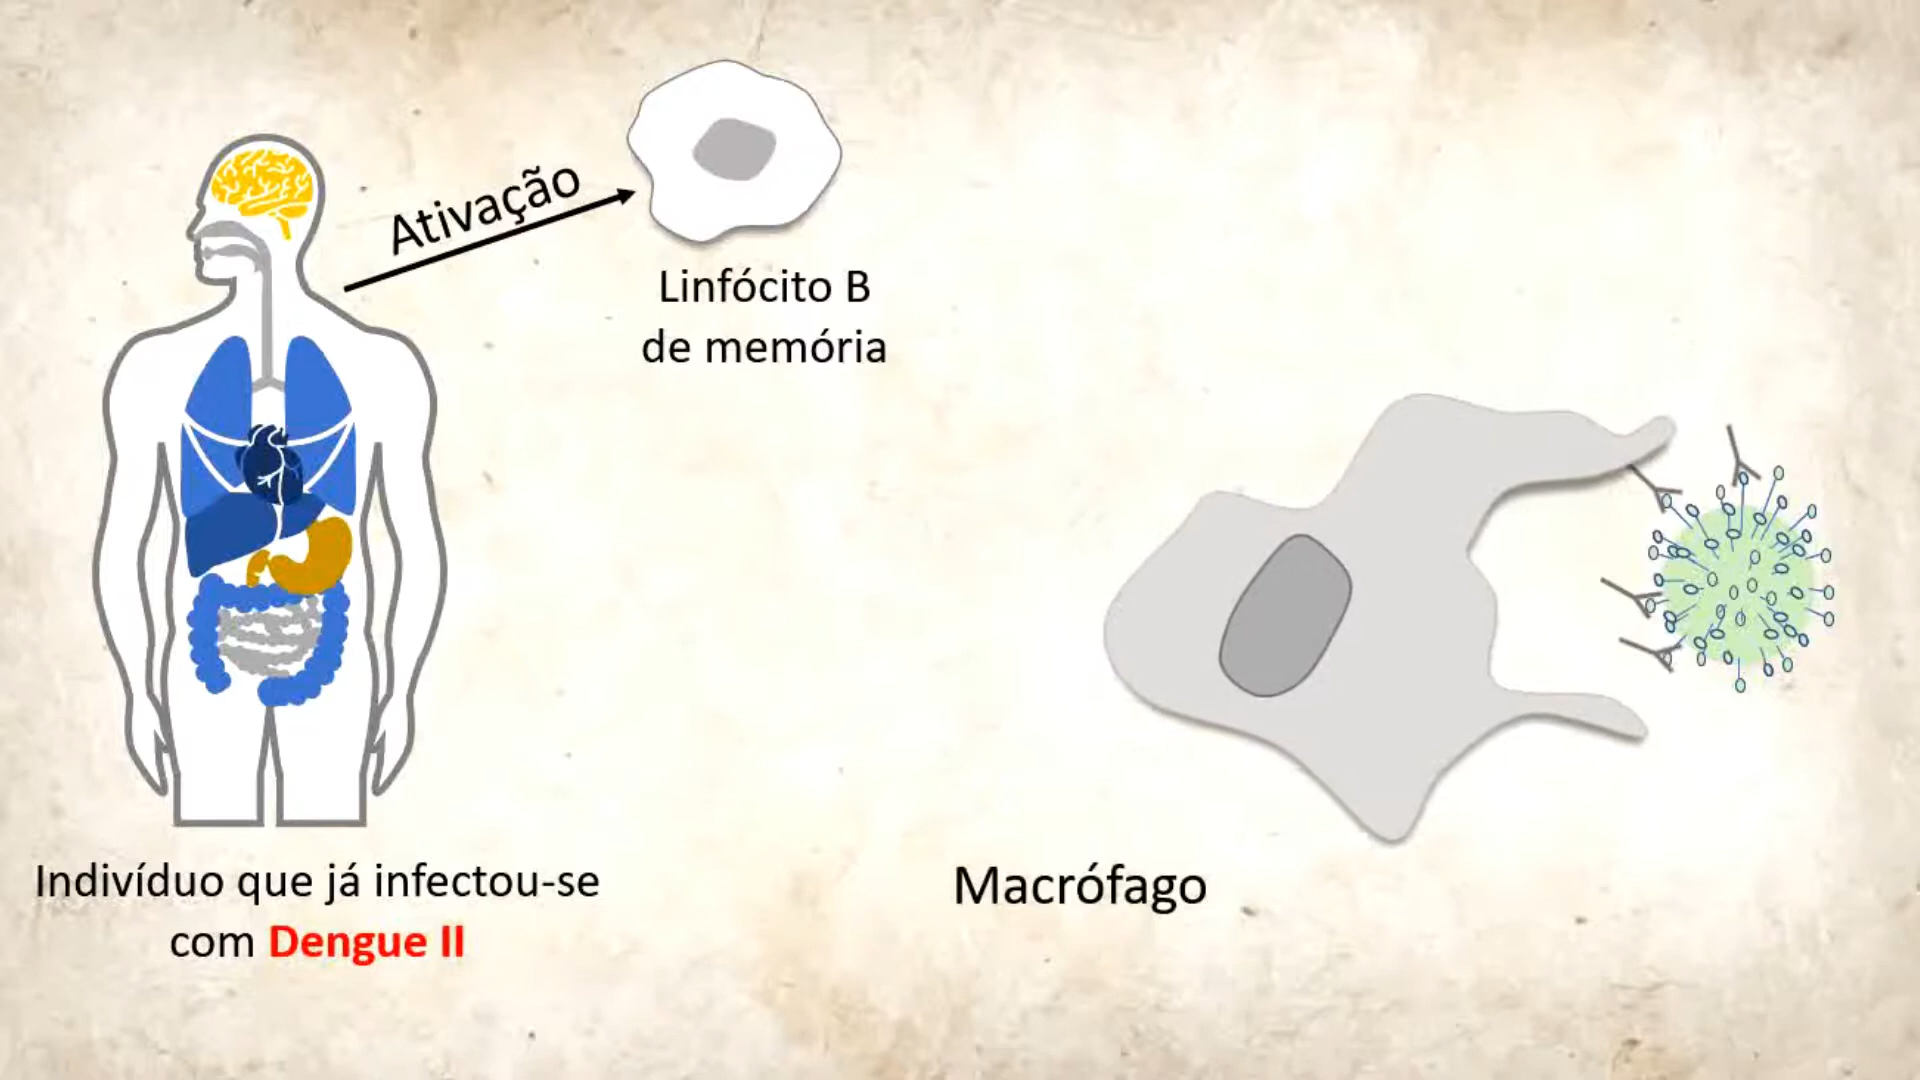 Ativação
Linfócito B
de memória
Indivíduo que já infectou-se
com Dengue II
Macrófago